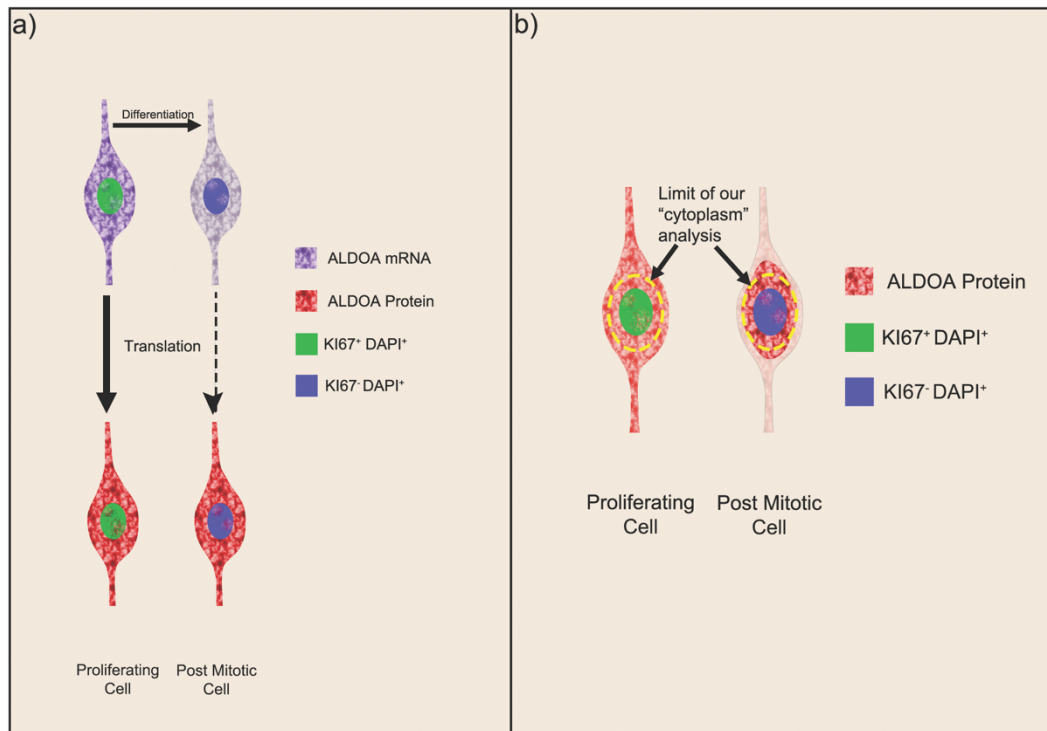 a)
Differentiation
ALDOA mRNA
ALDOA Protein
Translation
KI67⁺ DAPI⁺
KI67⁻ DAPI⁺
Proliferating
Cell
Post Mitotic
Cell
b)
Limit of our
“cytoplasm”
analysis
ALDOA Protein
KI67⁺ DAPI⁺
KI67⁻ DAPI⁺
Proliferating
Cell
Post Mitotic
Cell